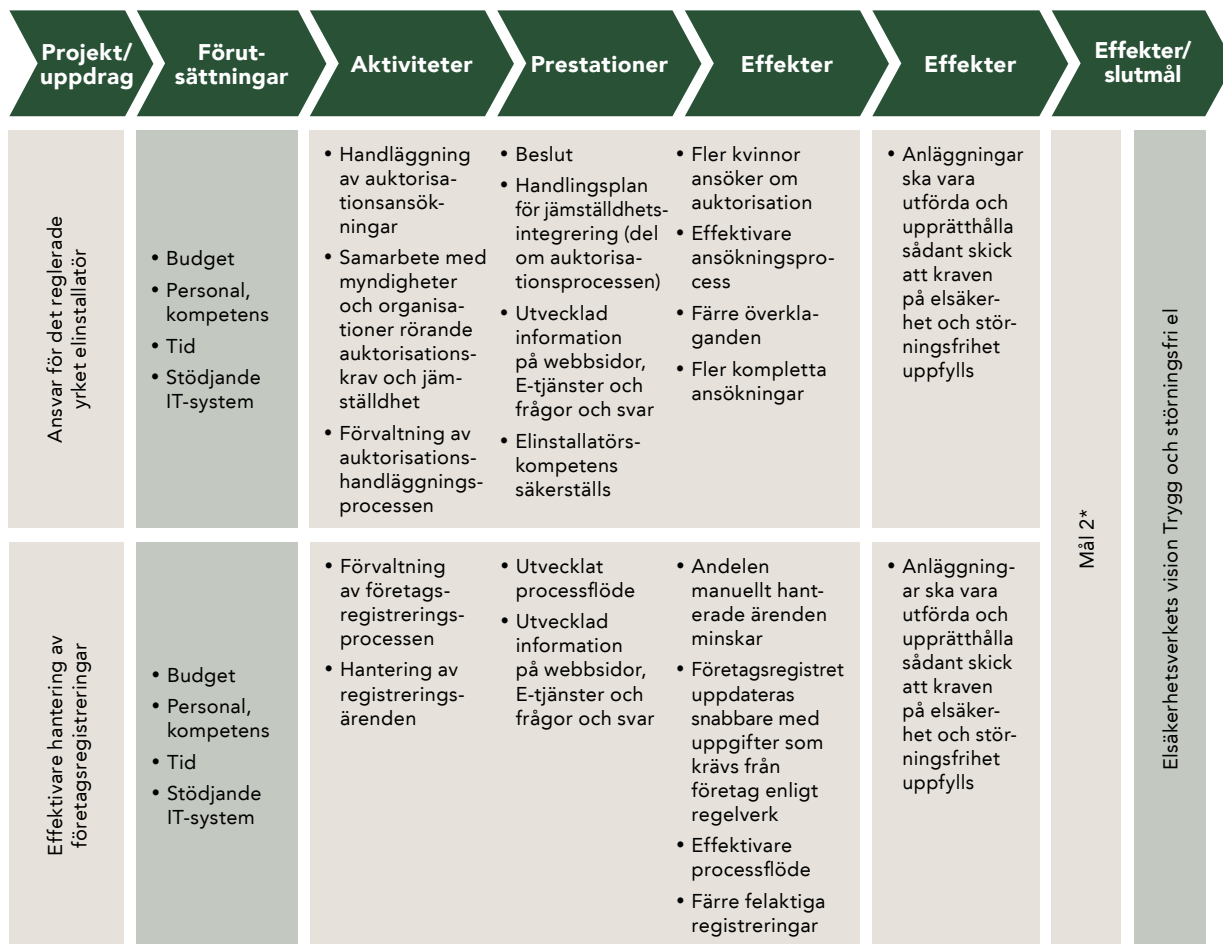 Projekt/
uppdrag
Förut-
sättningar
Aktiviteter
Prestationer
Effekter
Effekter
Effekter/
slutmål
Ansvar för det reglerade
yrket elinstallatör
• Budget
• Personal,
kompetens
• Tid
• Stödjande
IT-system
• Handläggning
av auktorisa-
tionsansök-
ningar
• Samarbete med
myndigheter
och organisa-
tioner rörande
auktorisations-
krav och jäm-
ställdhet
• Förvaltning av
auktorisations-
handläggnings-
processen
• Beslut
• Handlingsplan
för jämställdhets-
integrering (del
om auktorisa-
tionsprocessen)
• Utvecklad
information
på webbsidor,
E-tjänster och
frågor och svar
• Elinstallatörs-
kompetens
säkerställs
• Fler kvinnor
ansöker om
auktorisation
• Effektivare
ansökningspro-
cess
• Färre överkla-
ganden
• Fler kompletta
ansökningar
• Anläggningar
ska vara
utförda och
upprätthålla
sådant skick
att kraven
på elsäker-
het och stör-
ningsfrihet
uppfylls
Effektivare hantering av
företagsregistreringar
• Budget
• Personal,
kompetens
• Tid
• Stödjande
IT-system
• Förvaltning
av företags-
registrerings-
processen
• Hantering av
registrerings-
ärenden
• Utvecklat
processflöde
• Utvecklad
information
på webbsidor,
E-tjänster och
frågor och svar
• Andelen
manuellt hant-
erade ärenden
minskar
• Företagsregistret
uppdateras
snabbare med
uppgifter som
krävs från
företag enligt
regelverk
• Effektivare
processflöde
• Färre felaktiga
registreringar
• Anläggning-
ar ska vara
utförda och
upprätthålla
sådant skick
att kraven
på elsäker-
het och stör-
ningsfrihet
uppfylls
Mål 2*
Elsäkerhetsverkets vision Trygg och störningsfri el